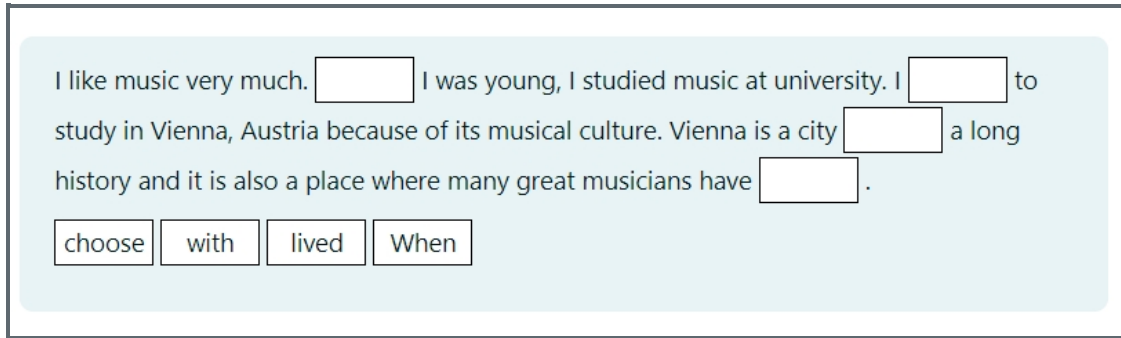 I like music very much. I was young, I studied music at university. I to
study in Vienna, Austria because of its musical culture. Vienna is a city a long
history and it is also a place where many great musicians have .
choose with lived When